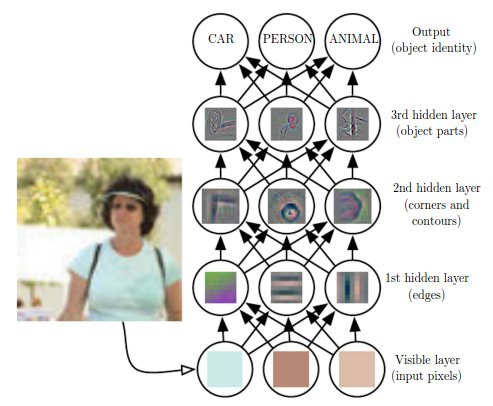 CAR PERSON ANIMAL
Output
(object identity)
3rd hidden layer
(object parts)
2nd hidden layer
(corners and
contours)
1st hidden layer
(edges)
Visible layer
(input pixels)